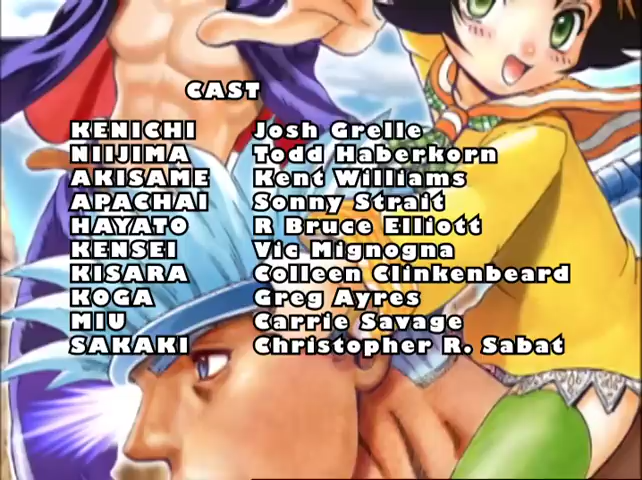 CAST
KENICHI Josh Grelle
NIIJIMA Todd Haberkorn
AKISAME Kent Williams
APACHAI Sonny Strait
HAYATO R Bruce Elliott
KENSEI Vic Mignogna
KISARA Colleen Clinkenbeard
KOGA Greg Ayres
MIU Carrie Savage
SAKAKI Christopher R. Sabat